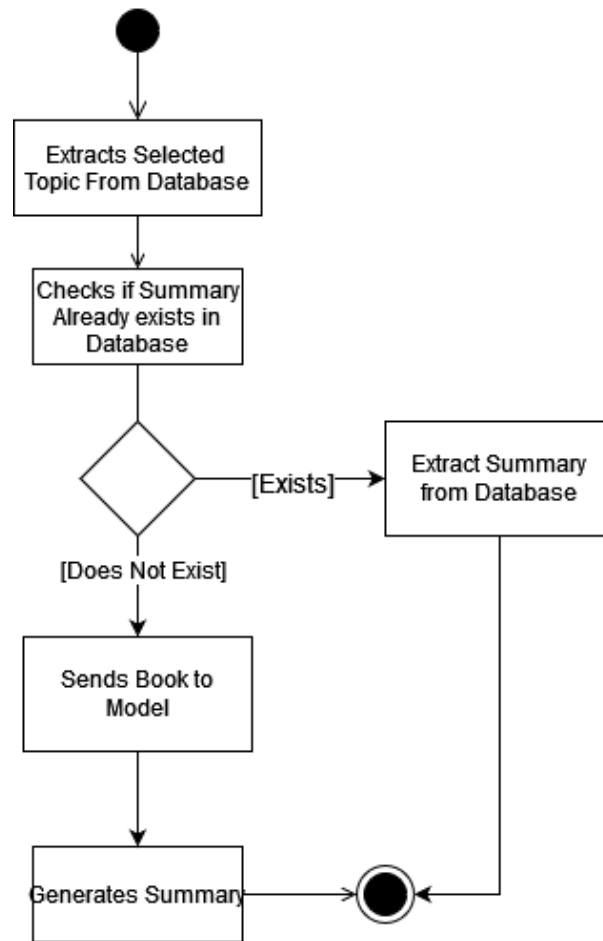 Extracts Selected
Topic From Database
Checks if Summary
Already exists in
Database
[Exists]
Extract Summary
from Database
[Does Not Exist]
Sends Book to
Model
Generates Summary